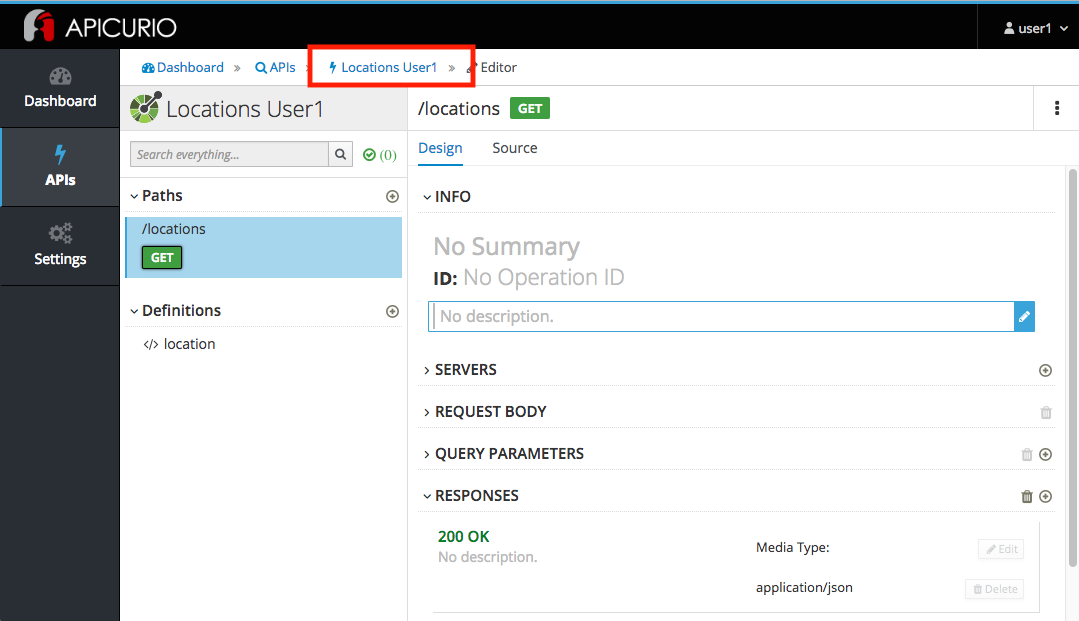 APICURIO
user1
Dashboard
APIs
Settings
Dashboard » APIs » Locations User1 » Editor
Locations User1
Search everything...
(0)
Paths
/locations
GET
Definitions
</> location
/locations GET
Design Source
INFO
No Summary
ID: No Operation ID
No description.
SERVERS
REQUEST BODY
QUERY PARAMETERS
RESPONSES
200 OK
No description.
Media Type:
Edit
application/json
Delete